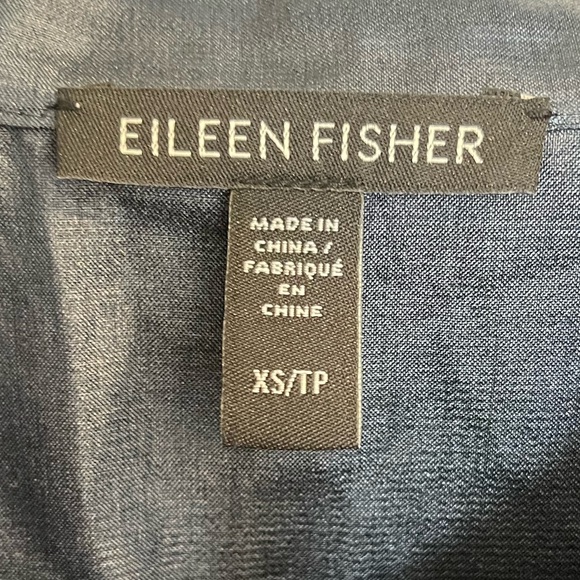 EILEEN FISHER
MADE IN
CHINA /
FABRIQUÉ
EN
CHINE
XS/TP